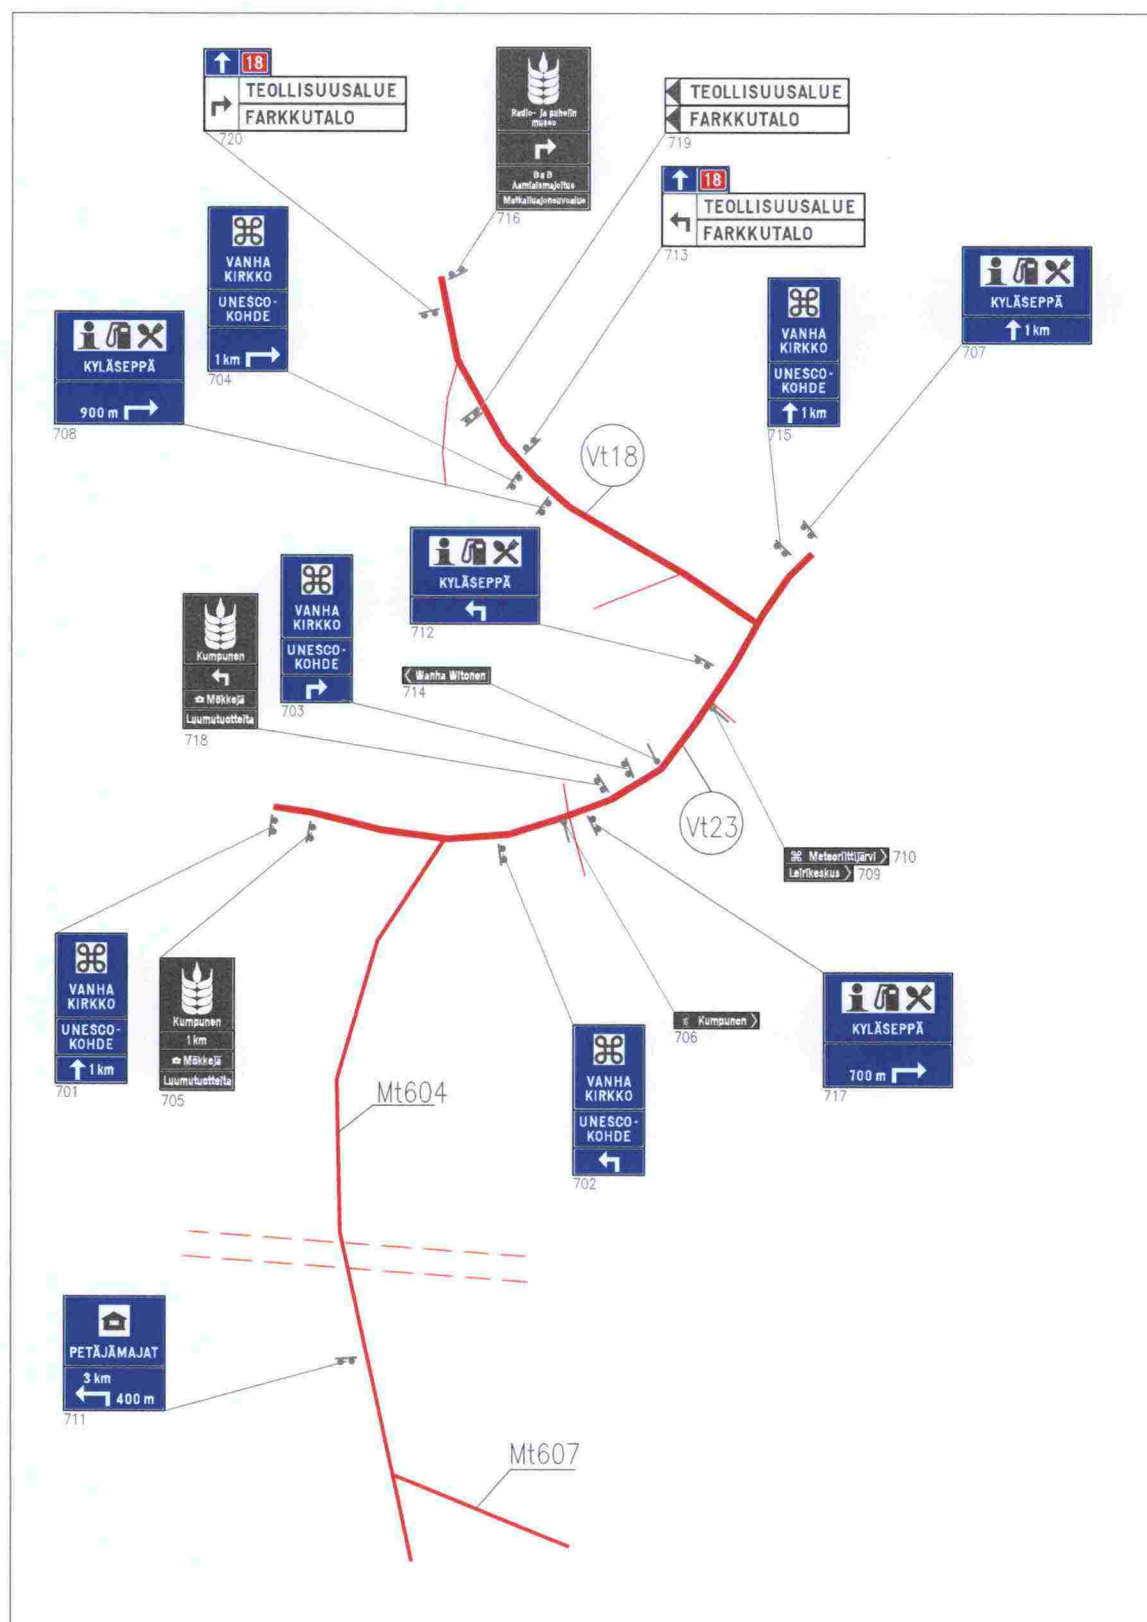 18
TEOLLISUUSALUE
FARKKUTALO
720
Radio- ja puhelin
museo
B&B
Aamiaismajoitus
Matkailuajoneuvoalue
716
TEOLLISUUSALUE
FARKKUTALO
719
18
TEOLLISUUSALUE
FARKKUTALO
713
VANHA
KIRKKO
UNESCO-
KOHDE
1 km
704
KYLÄSEPPÄ
900 m
708
VANHA
KIRKKO
UNESCO-
KOHDE
1 km
715
KYLÄSEPPÄ
1 km
707
Vt18
KYLÄSEPPÄ
712
VANHA
KIRKKO
UNESCO-
KOHDE
703
Kumpunen
Mökkejä
Luumutuotteita
718
Wanha Witonen
714
Vt23
Meteoriittijärvi
710
Leirikeskus
709
VANHA
KIRKKO
UNESCO-
KOHDE
1 km
701
Kumpunen
1 km
Mökkejä
Luumutuotteita
705
Kumpunen
706
VANHA
KIRKKO
UNESCO-
KOHDE
702
KYLÄSEPPÄ
700 m
717
Mt604
PETÄJÄMAJAT
3 km
400 m
711
Mt607